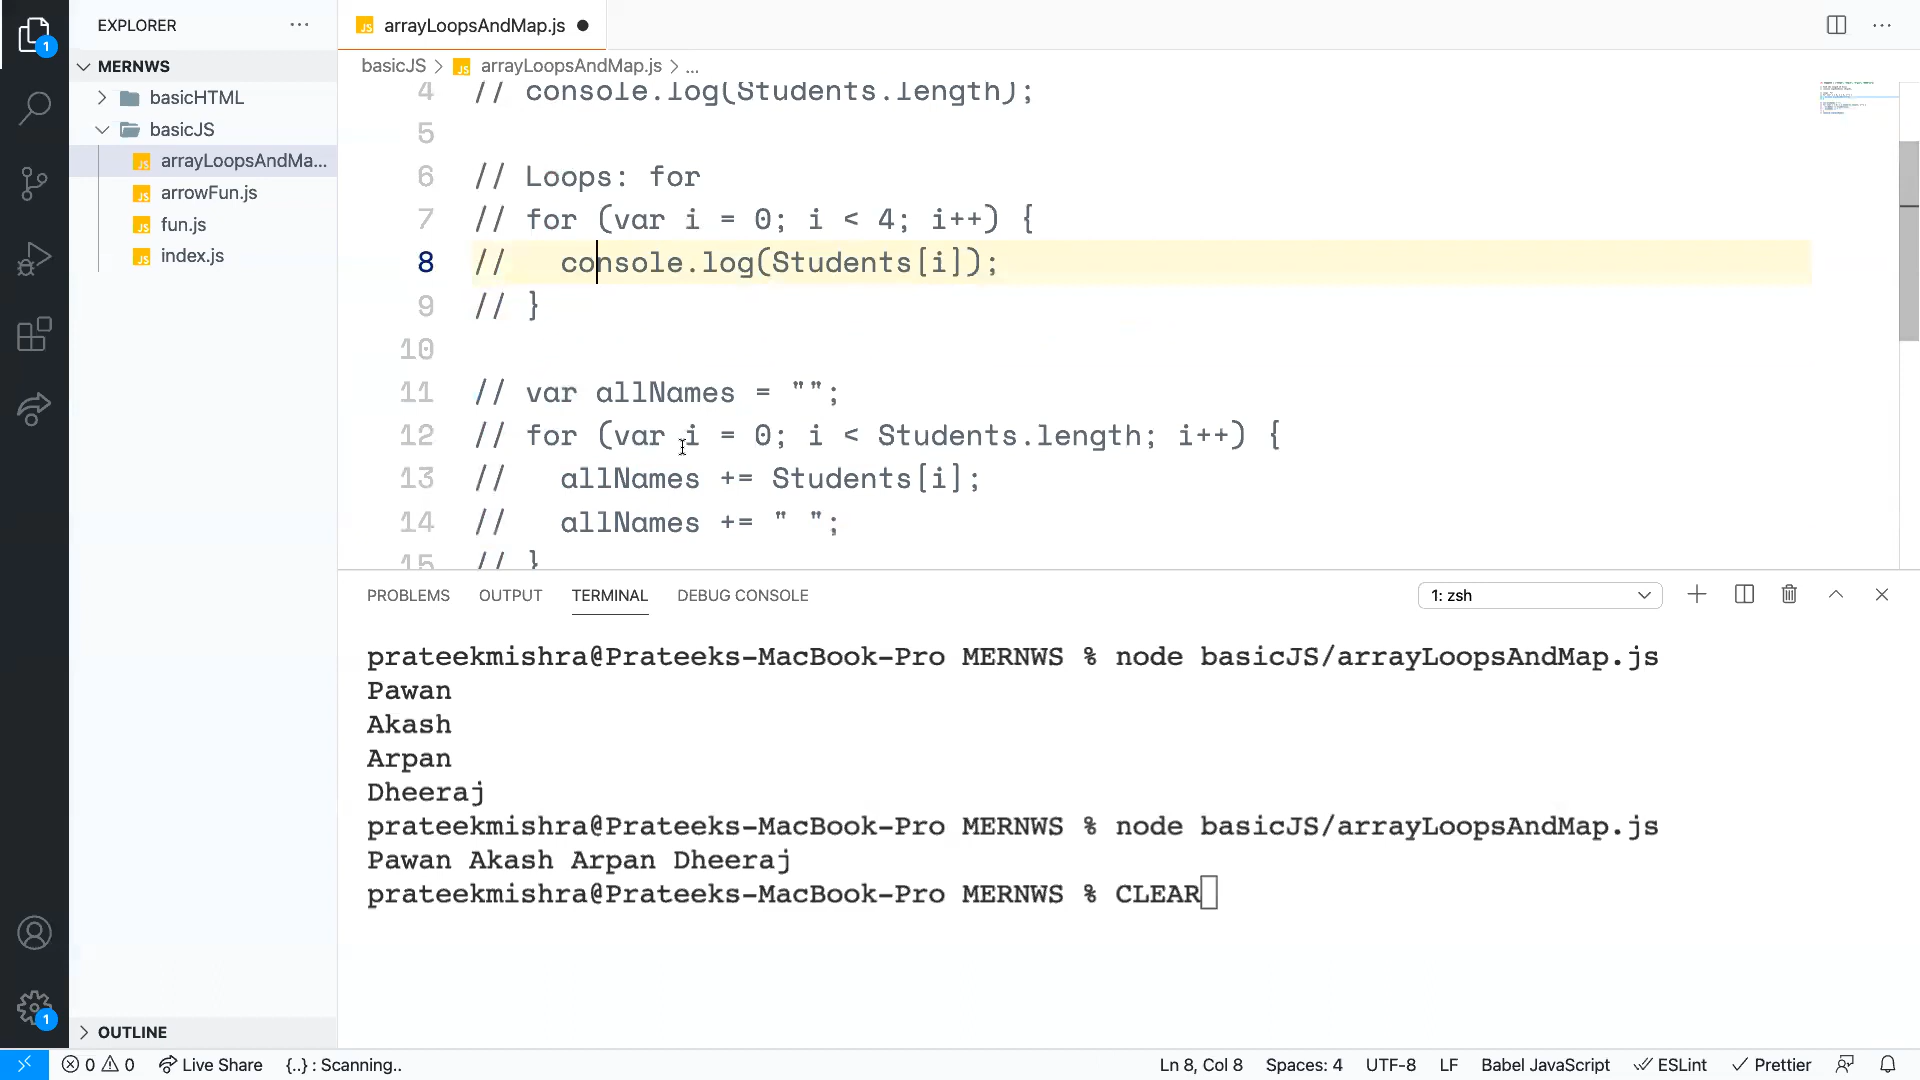 EXPLORER
arrayLoopsAndMap.js
1
MERNWS
basicJS > arrayLoopsAndMap.js > ...
basicHTML
basicJS
arrayLoopsAndMa...
arrowFun.js
fun.js
index.js
4 // console.log(Students.length);
5
6 // Loops: for
7 // for (var i = 0; i < 4; i++) {
8 //   console.log(Students[i]);
9 // }
10
11 // var allNames = "";
12 // for (var i = 0; i < Students.length; i++) {
13 //   allNames += Students[i];
14 //   allNames += " ";
15 // }
PROBLEMS OUTPUT TERMINAL DEBUG CONSOLE 1: zsh
prateekmishra@Prateeks-MacBook-Pro MERNWS % node basicJS/arrayLoopsAndMap.js
Pawan
Akash
Arpan
Dheeraj
prateekmishra@Prateeks-MacBook-Pro MERNWS % node basicJS/arrayLoopsAndMap.js
Pawan Akash Arpan Dheeraj
prateekmishra@Prateeks-MacBook-Pro MERNWS % CLEAR
1
OUTLINE
0 0 Live Share {..} : Scanning.. Ln 8, Col 8 Spaces: 4 UTF-8 LF Babel JavaScript ESLint Prettier